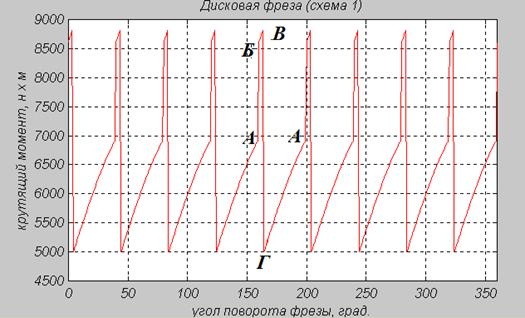 Дисковая фреза (схема 1)
крутящий момент, н х м
9000
8500
8000
7500
7000
6500
6000
5500
5000
4500
В
Б
А
А
Г
0 50 100 150 200 250 300 350
угол поворота фрезы, град.